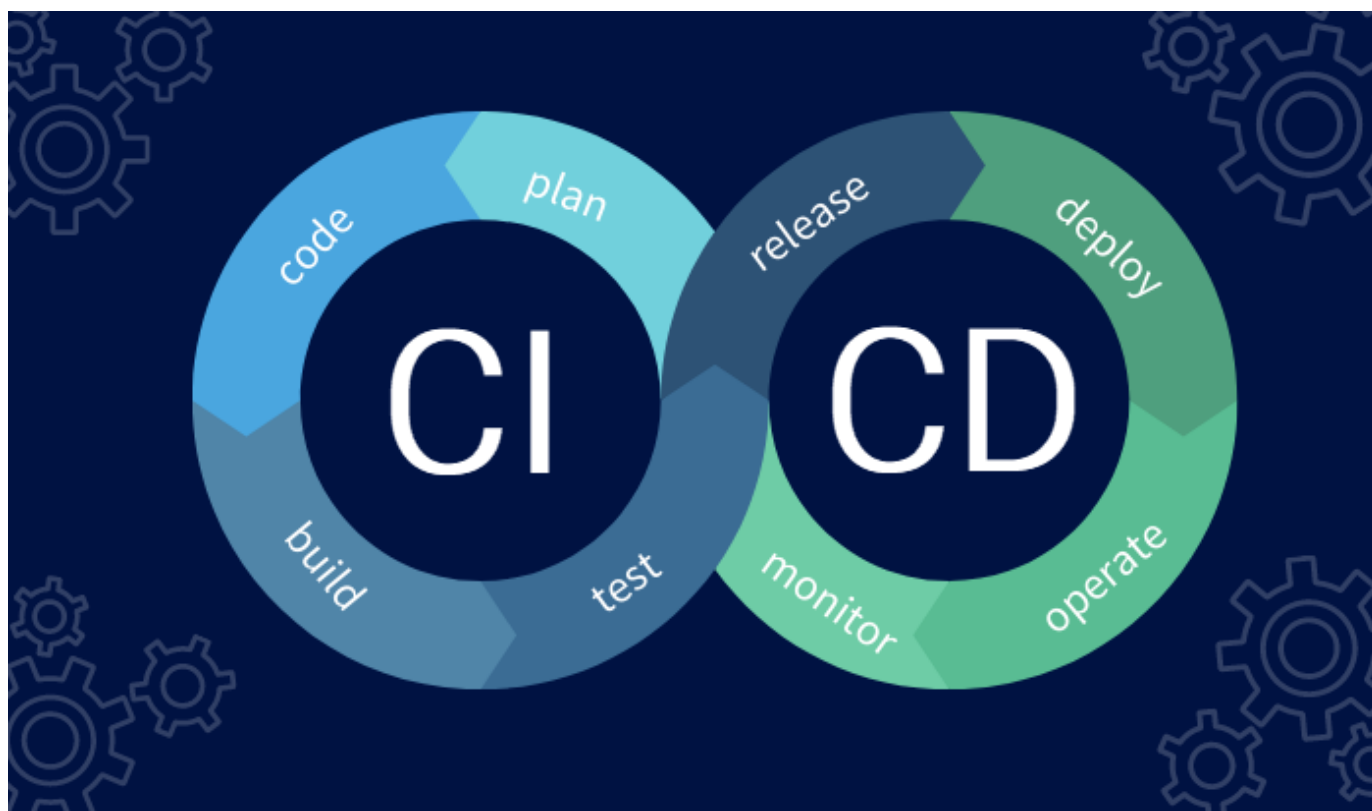 plan
code
build
test
release
deploy
operate
monitor
CI
CD